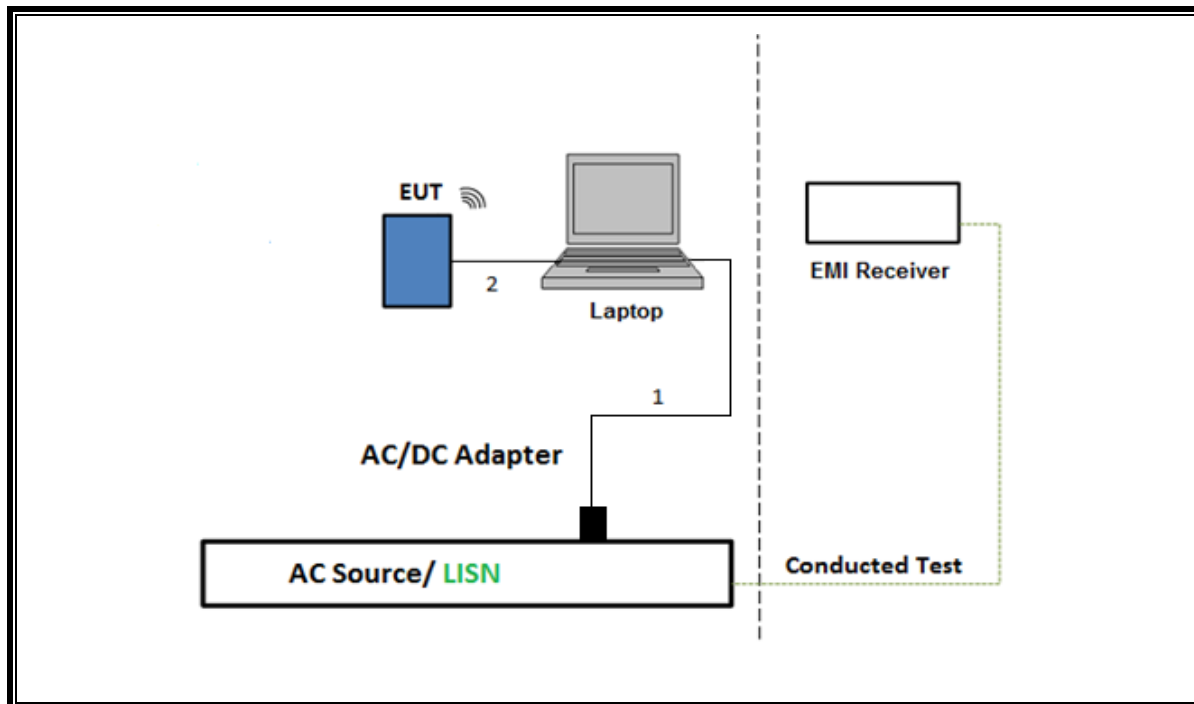 EUT
2
Laptop
EMI Receiver
1
AC/DC Adapter
AC Source/ LISN
Conducted Test